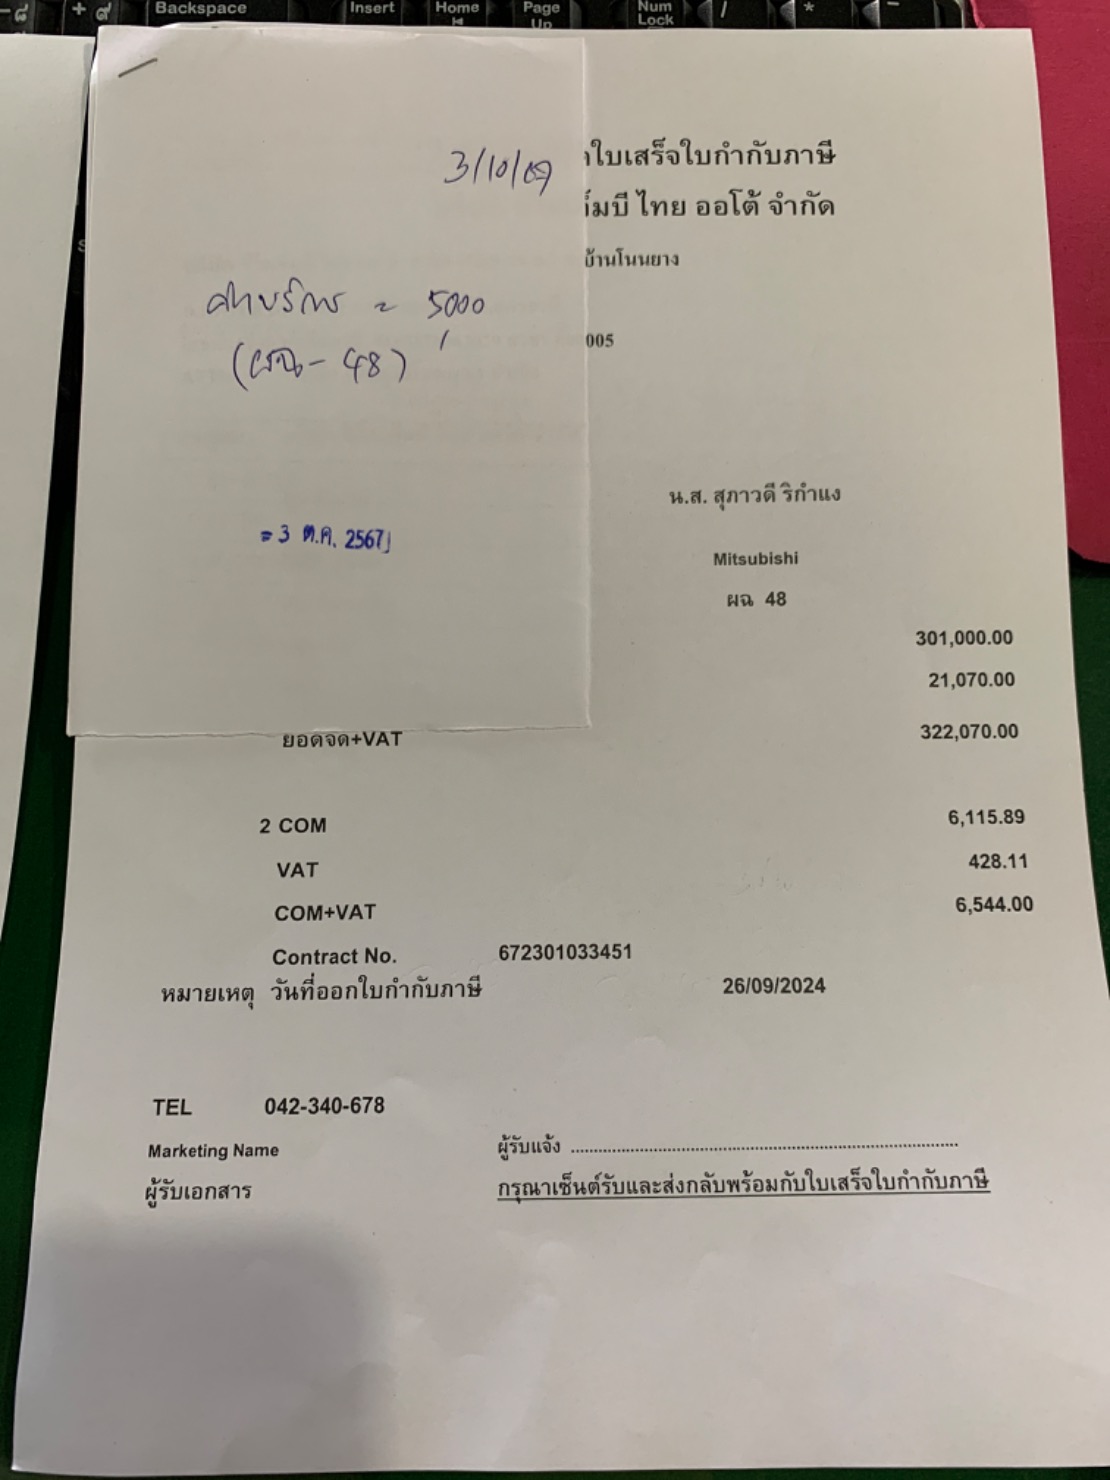 Backspace
Insert
Home
Page Up
Num Lock
/
*
-
3/10/67
ใบเสร็จใบกำกับภาษี
ไทย ออโต้ จำกัด
บ้านโนนยาง
005
ค่าบริการ = 5000
(ผฉ - 48)
= 3 ต.ค. 2567
น.ส. สุภาวดี ริกำแง
Mitsubishi
ผฉ 48
301,000.00
21,070.00
ยอดจัด+VAT 322,070.00
2 COM 6,115.89
VAT 428.11
COM+VAT 6,544.00
Contract No. 672301033451
หมายเหตุ วันที่ออกใบกำกับภาษี 26/09/2024
TEL 042-340-678
Marketing Name ผู้รับแจ้ง
ผู้รับเอกสาร กรุณาเซ็นต์รับและส่งกลับพร้อมกับใบเสร็จใบกำกับภาษี